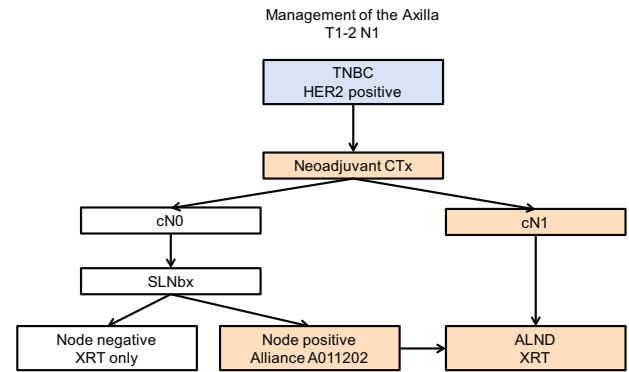 Management of the Axilla
T1-2 N1
TNBC
HER2 positive
Neoadjuvant CTx
cN0
cN1
SLNbx
Node negative
XRT only
Node positive
Alliance A011202
ALND
XRT